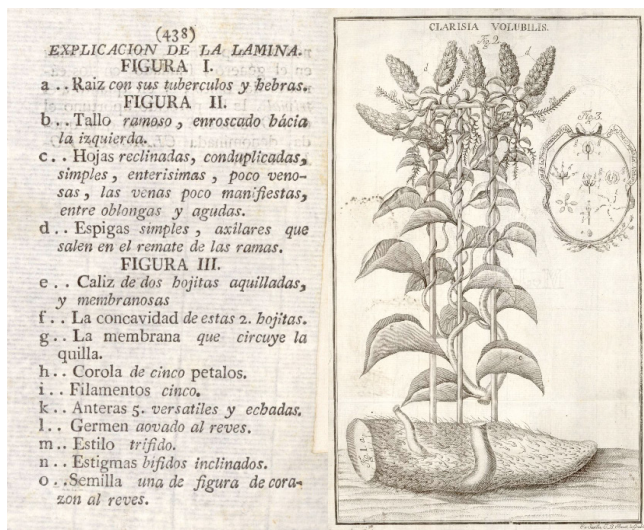 (438)
EXPLICACION DE LA LAMINA.
FIGURA I.
a . . Raiz con sus tuberculos y hebras.
FIGURA II.
b . . Tallo ramoso, enroscado hácia
la izquierda.
c . . Hojas reclinadas, conduplicadas,
simples, enterisimas, poco veno-
sas, las venas poco manifiestas,
entre oblongas y agudas.
d . . Espigas simples, axilares que
salen en el remate de las ramas.
FIGURA III.
e . . Caliz de dos hojitas aquilladas,
y membranosas
f . . La concavidad de estas 2. hojitas.
g . . La membrana que circuye la
quilla.
h . . Corola de cinco petalos.
i . . Filamentos cinco.
k . . Anteras 5. versatiles y echadas.
l . . Germen aovado al reves.
m . . Estilo trifido.
n . . Estigmas bifidos inclinados.
o . . Semilla una de figura de cora-
zon al reves.
CLARISIA VOLUBILIS.
Fig. 2.
d
d
Fig. 3.
c
Fig. 1. a